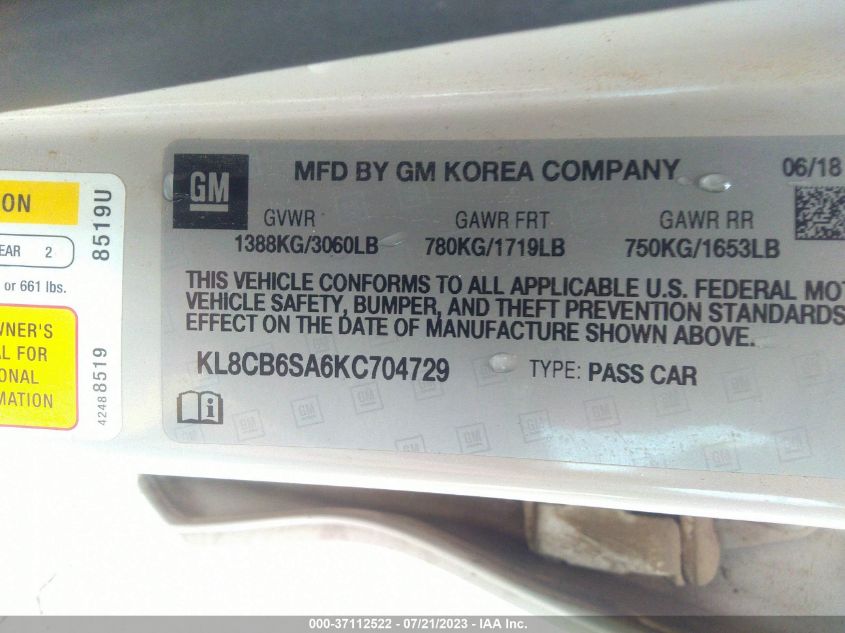 ON
EAR 2
or 661 lbs.
WNER'S
AL FOR
ONAL
MATION
8519U
42488519
GM
MFD BY GM KOREA COMPANY 06/18
GVWR GAWR FRT GAWR RR
1388KG/3060LB 780KG/1719LB 750KG/1653LB
THIS VEHICLE CONFORMS TO ALL APPLICABLE U.S. FEDERAL MOT
VEHICLE SAFETY, BUMPER, AND THEFT PREVENTION STANDARDS
EFFECT ON THE DATE OF MANUFACTURE SHOWN ABOVE.
KL8CB6SA6KC704729 TYPE: PASS CAR
000-37112522 / 07/21/2023 - IAA Inc.